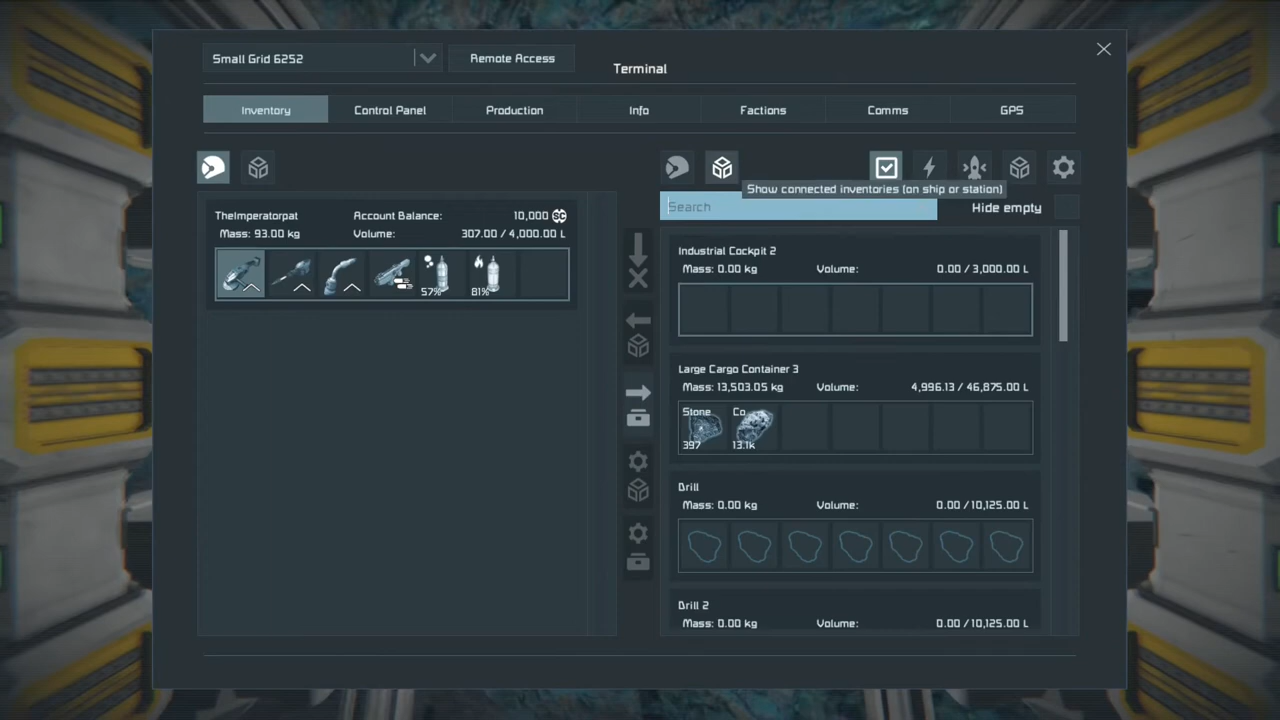 Small Grid 6252
Remote Access
Terminal
Inventory
Control Panel
Production
Info
Factions
Comms
GPS
Show connected inventories (on ship or station)
Search
Hide empty
TheImperatorpat
Account Balance: 10,000 SC
Mass: 93.00 kg
Volume: 307.00 / 4,000.00 L
57%
81%
Industrial Cockpit 2
Mass: 0.00 kg
Volume: 0.00 / 3,000.00 L
Large Cargo Container 3
Mass: 13,503.05 kg
Volume: 4,996.13 / 46,875.00 L
Stone
Co
397
13.1k
Drill
Mass: 0.00 kg
Volume: 0.00 / 10,125.00 L
Drill 2
Mass: 0.00 kg
Volume: 0.00 / 10,125.00 L